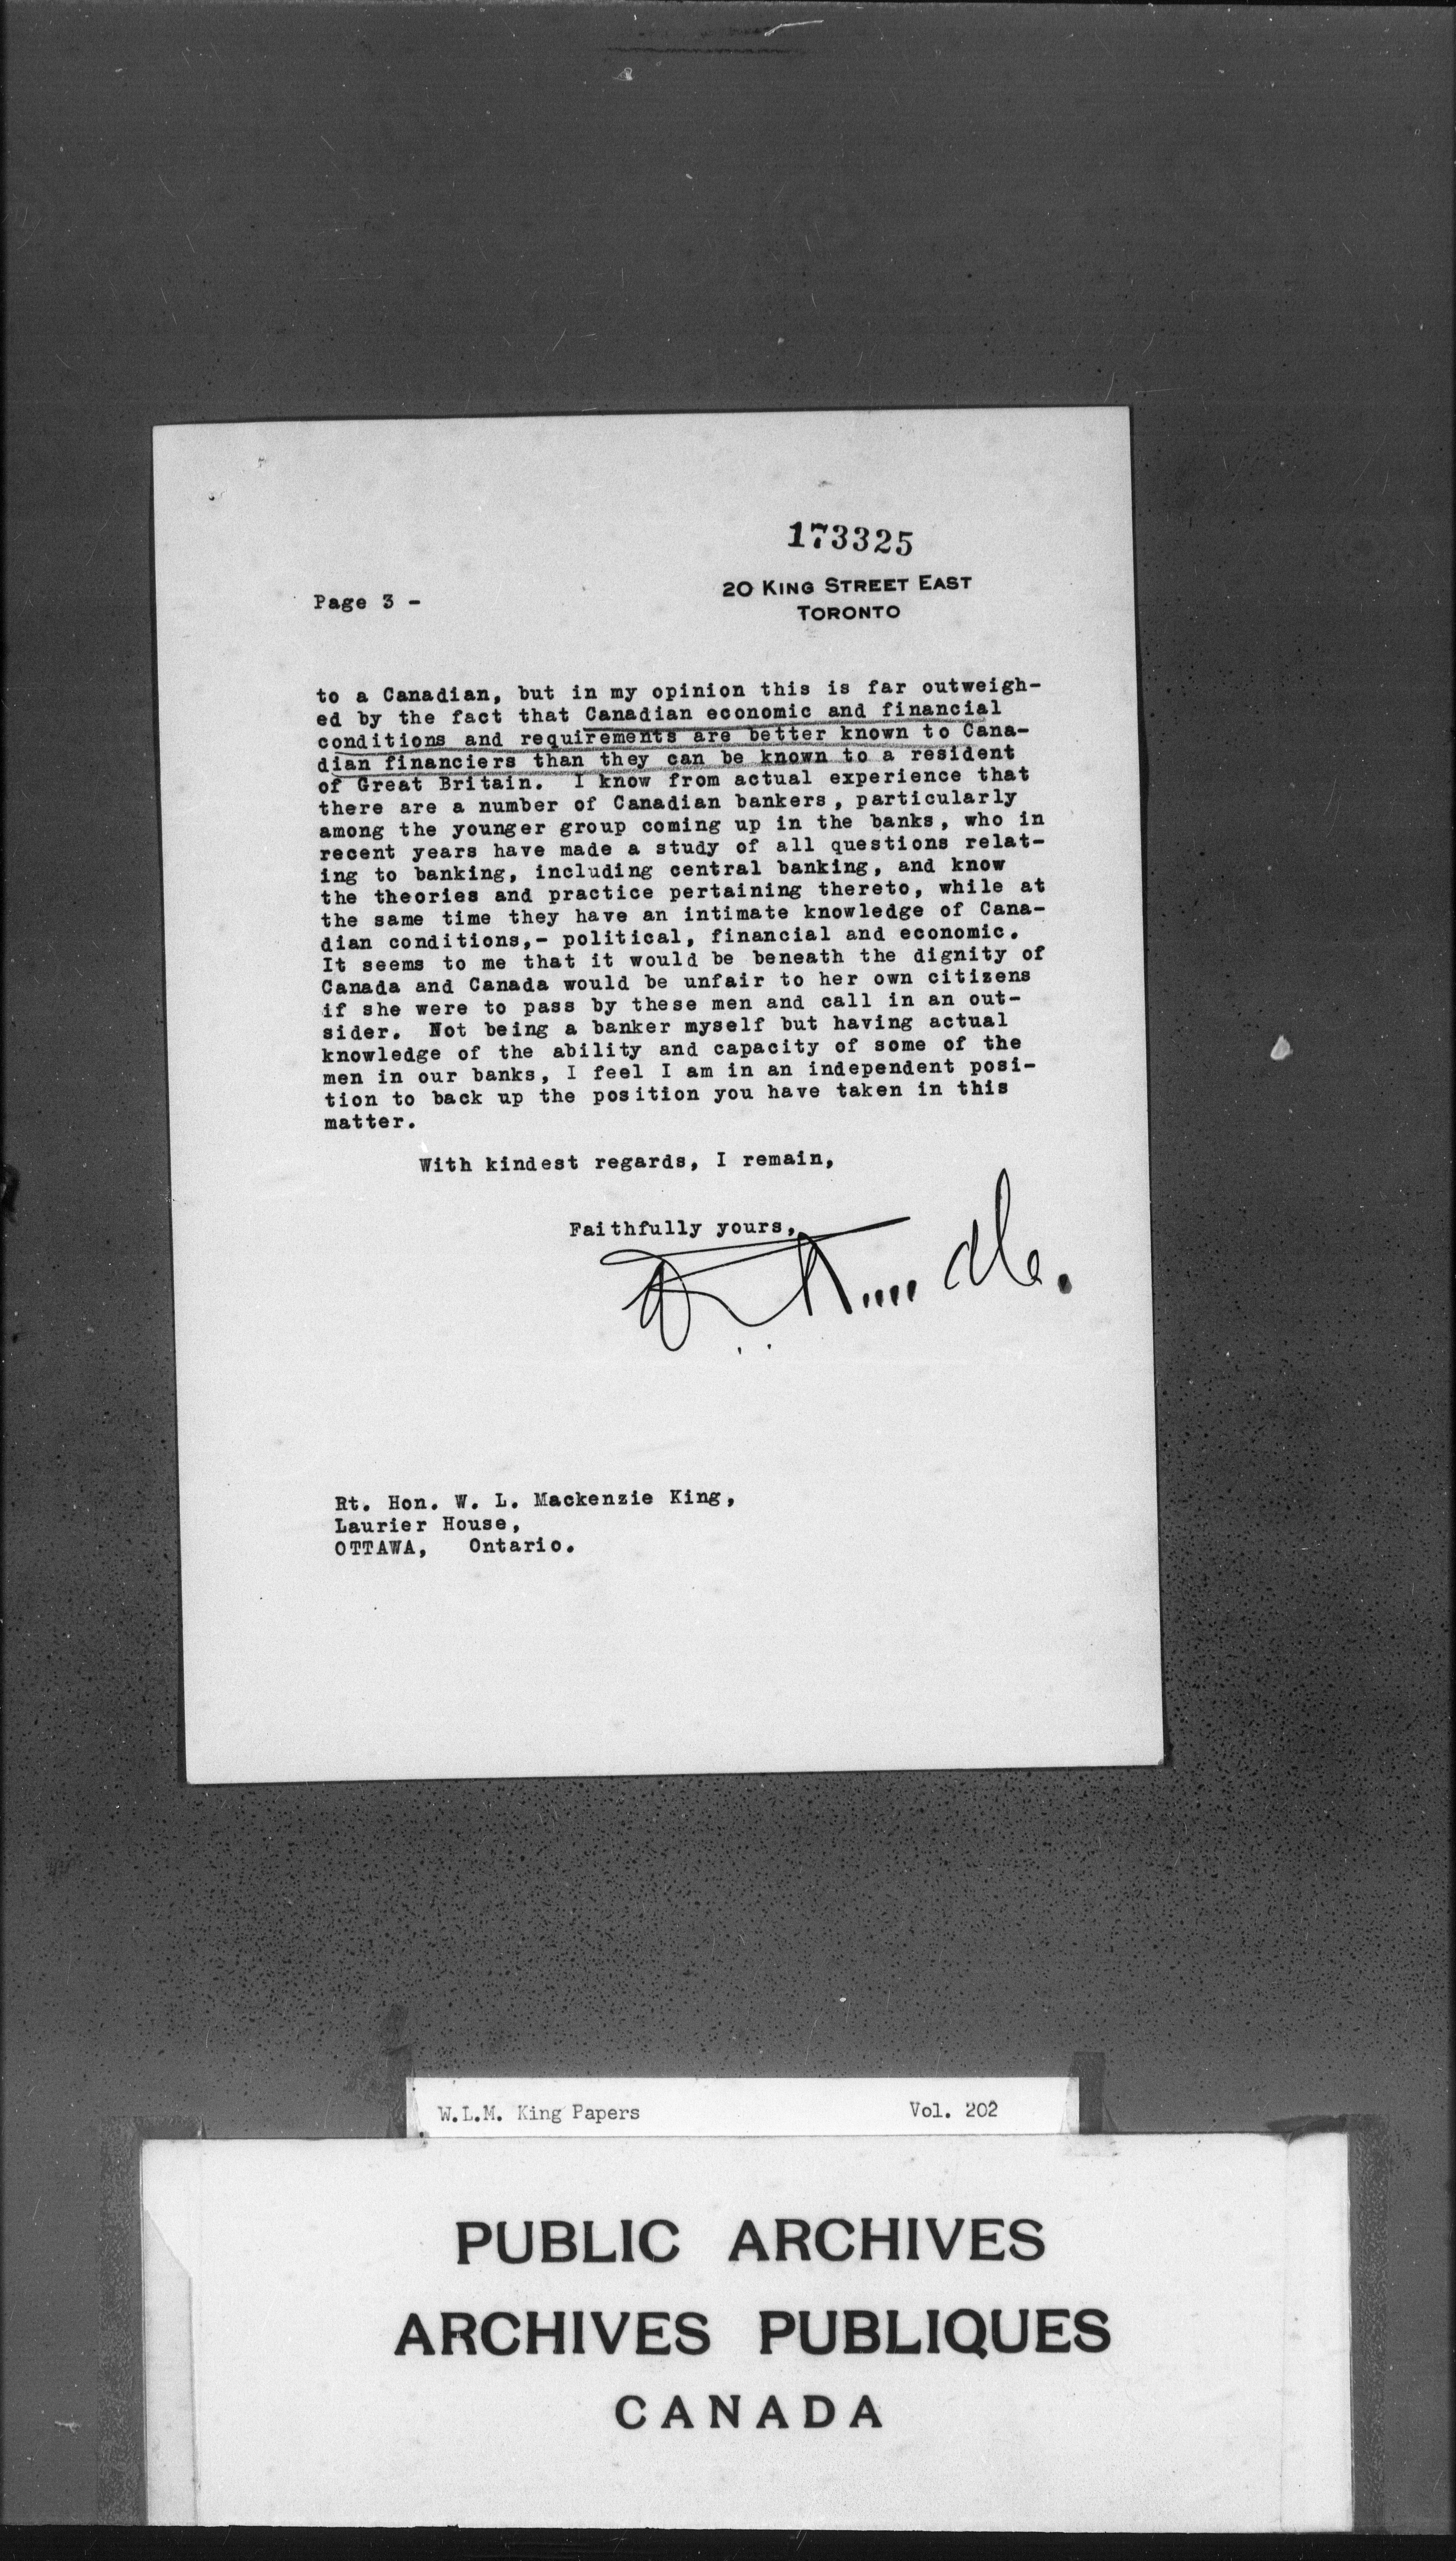 173325
20 KING STREET EAST
TORONTO
Page 3 -
to a Canadian, but in my opinion this is far outweigh-
ed by the fact that Canadian economic and financial
conditions and requirements are better known to Cana-
dian financiers than they can be known to a resident
of Great Britain. I know from actual experience that
there are a number of Canadian bankers, particularly
among the younger group coming up in the banks, who in
recent years have made a study of all questions relat-
ing to banking, including central banking, and know
the theories and practice pertaining thereto, while at
the same time they have an intimate knowledge of Cana-
dian conditions,- political, financial and economic.
It seems to me that it would be beneath the dignity of
Canada and Canada would be unfair to her own citizens
if she were to pass by these men and call in an out-
sider. Not being a banker myself but having actual
knowledge of the ability and capacity of some of the
men in our banks, I feel I am in an independent posi-
tion to back up the position you have taken in this
matter.
With kindest regards, I remain,
Faithfully yours,
Rt. Hon. W. L. Mackenzie King,
Laurier House,
OTTAWA, Ontario.
W.L.M. King Papers Vol. 202
PUBLIC ARCHIVES
ARCHIVES PUBLIQUES
CANADA